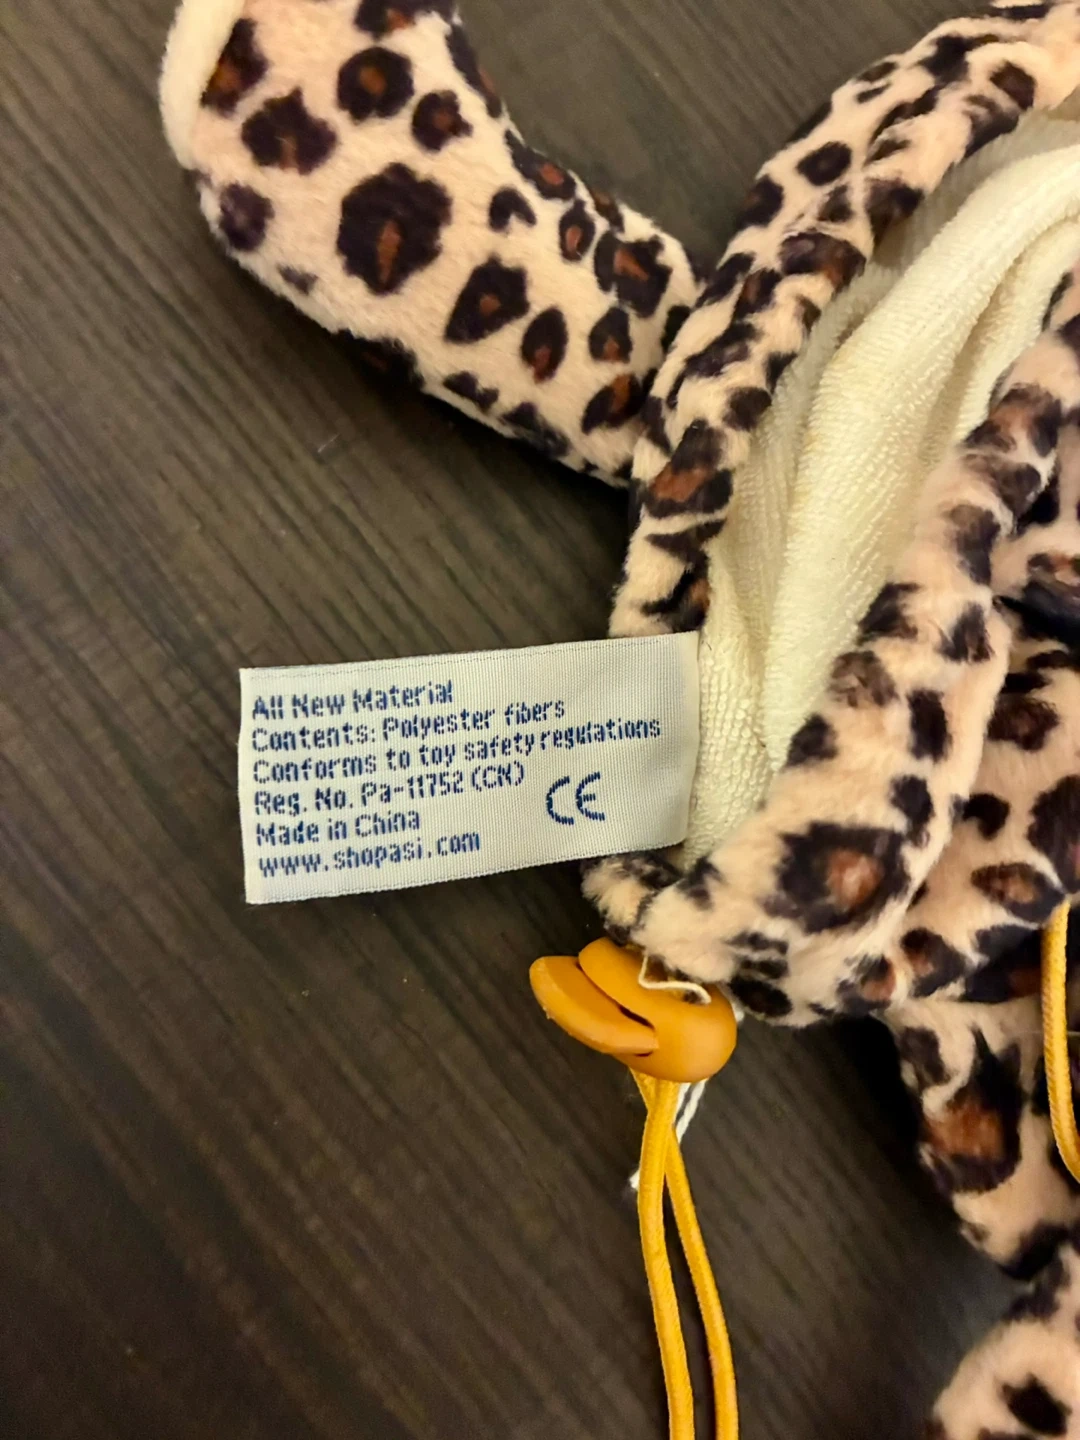 All New Material
Contents: Polyester fibers
Conforms to toy safety regulations
Reg. No. Pa-11752 (CN)
CE
Made in China
www.shopasi.com